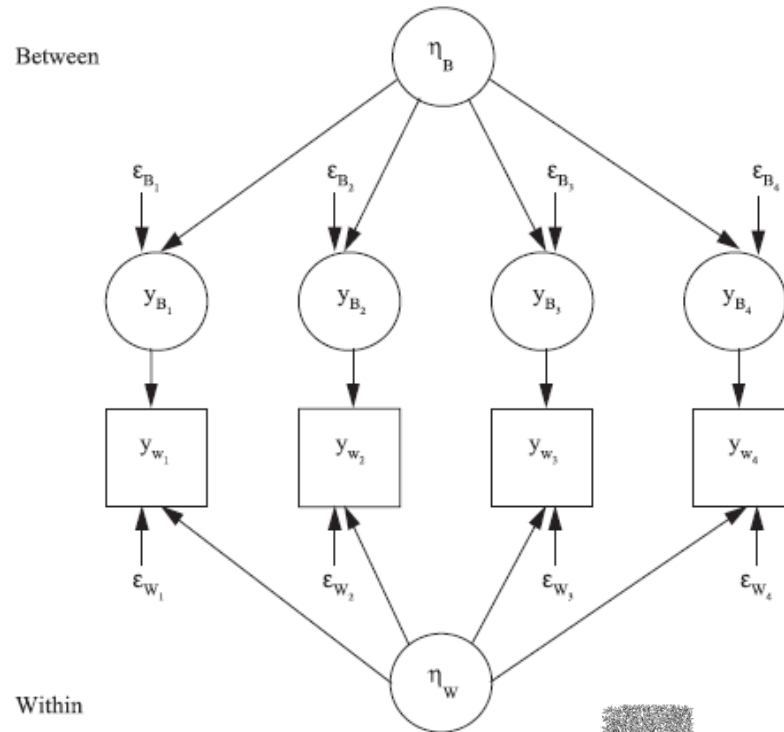 Between
η_B
ε_B₁ ε_B₂ ε_B₃ ε_B₄
y_B₁ y_B₂ y_B₃ y_B₄
y_w₁ y_w₂ y_w₃ y_w₄
ε_W₁ ε_W₂ ε_W₃ ε_W₄
η_W
Within